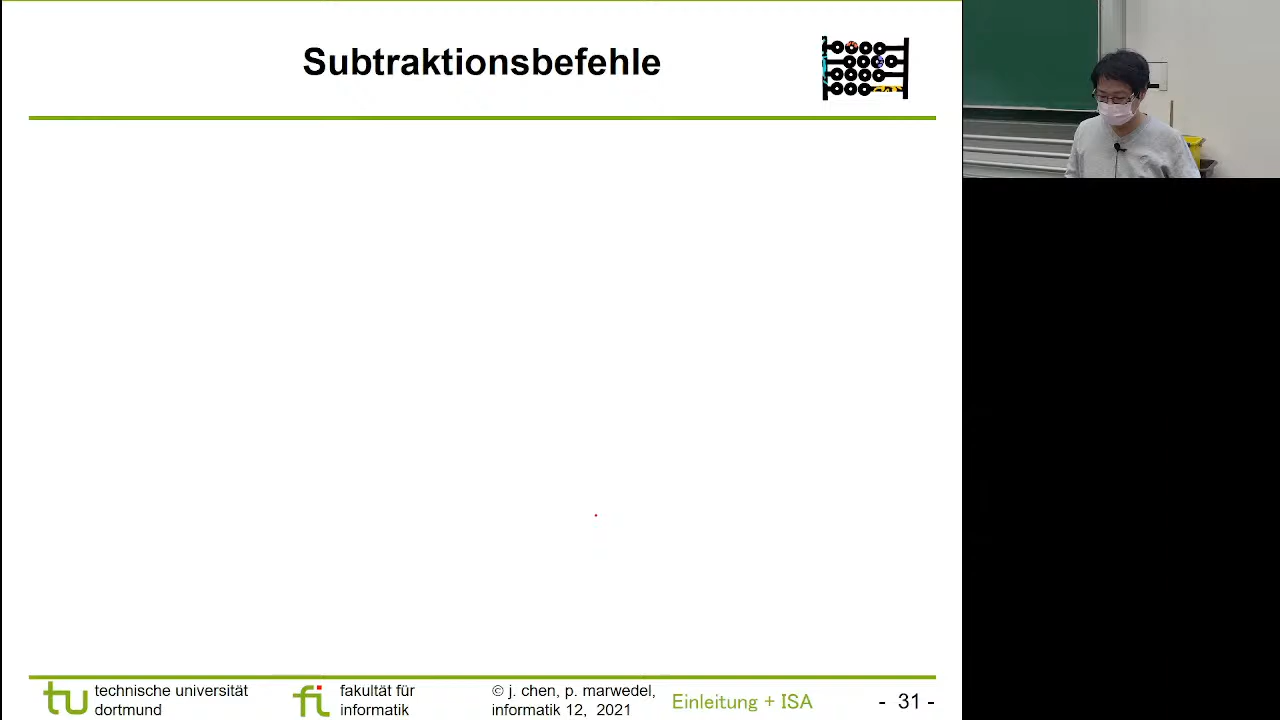 Subtraktionsbefehle
technische universität
dortmund
fakultät für
informatik
© j. chen, p. marwedel,
informatik 12, 2021
Einleitung + ISA
- 31 -